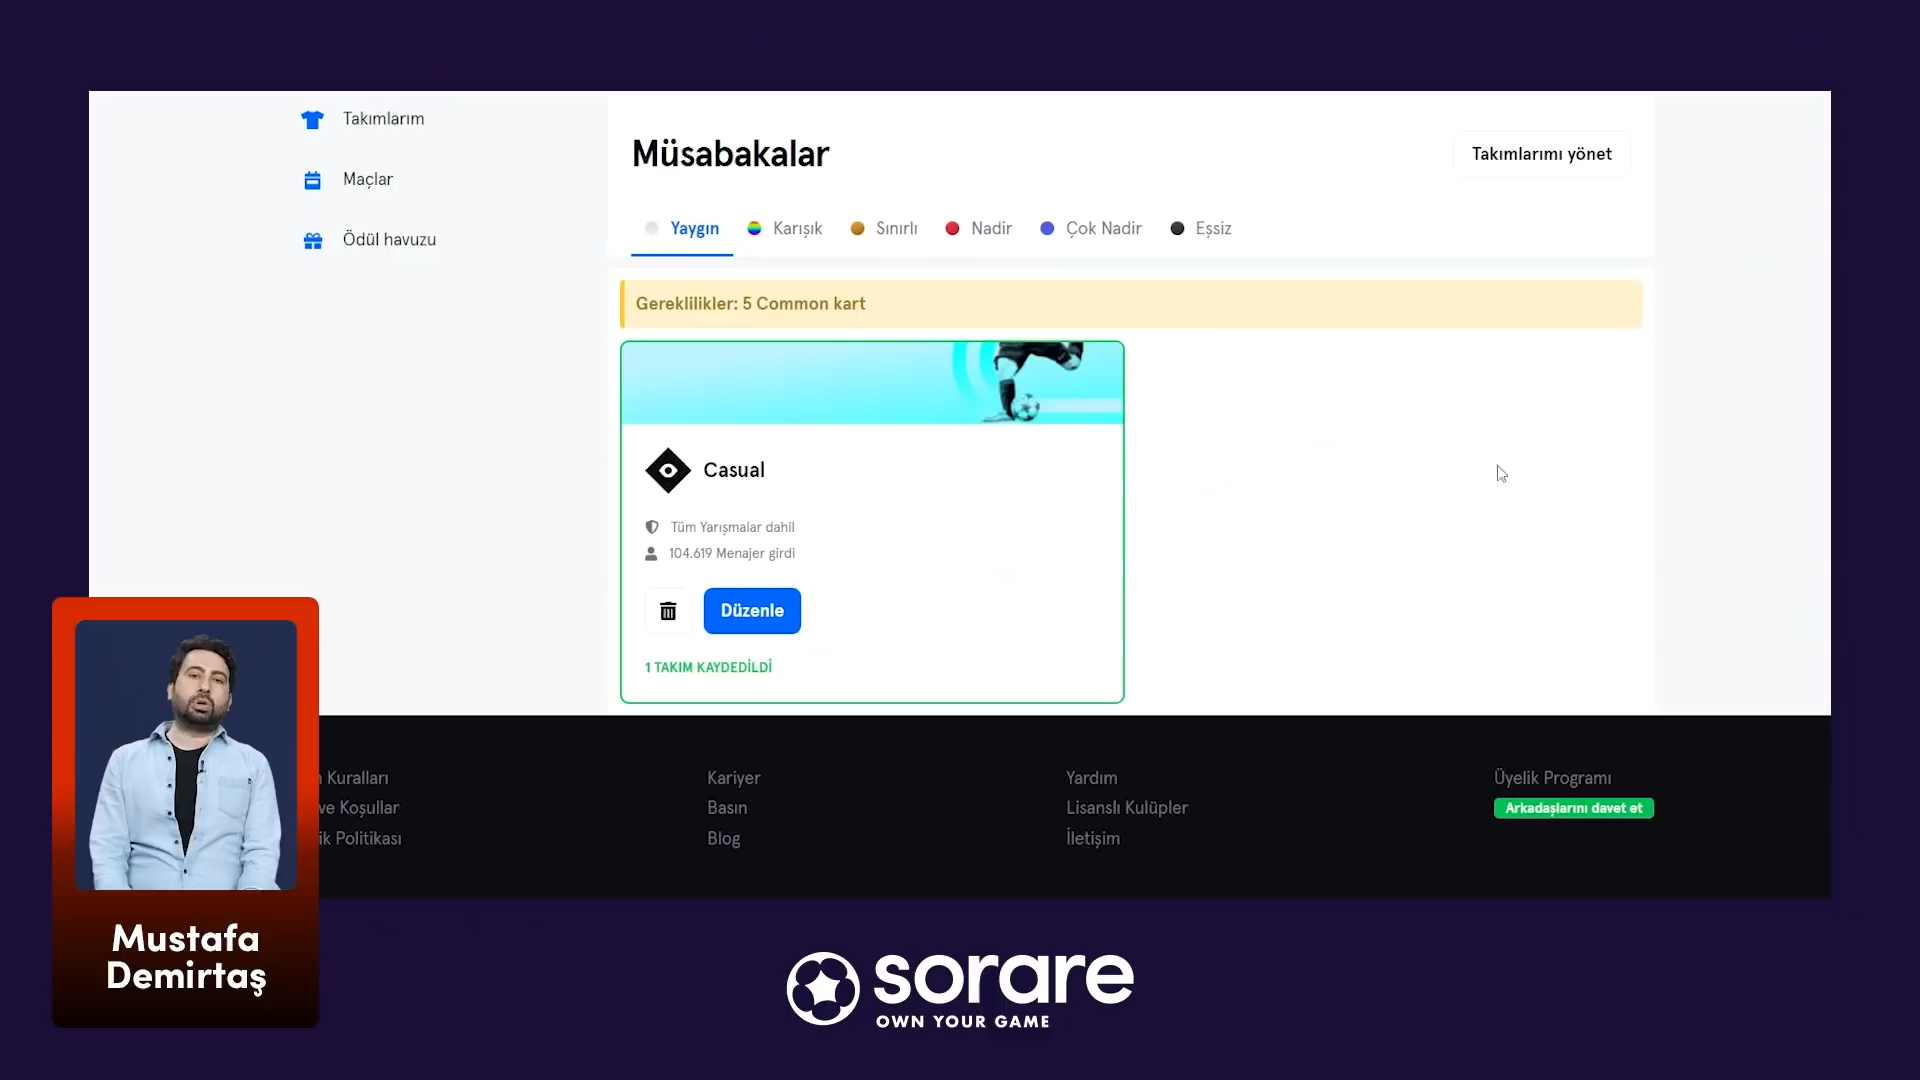 Takımlarım
Maçlar
Ödül havuzu
Müsabakalar
Takımlarımı yönet
Yaygın
Karışık
Sınırlı
Nadir
Çok Nadir
Eşsiz
Gereklilikler: 5 Common kart
Casual
Tüm Yarışmalar dahil
104.619 Menajer girdi
Düzenle
1 TAKIM KAYDEDİLDİ
Kuralları
ve Koşullar
Politikası
Kariyer
Basın
Blog
Yardım
Lisanslı Kulüpler
İletişim
Üyelik Programı
Arkadaşlarını davet et
Mustafa
Demirtaş
sorare
OWN YOUR GAME